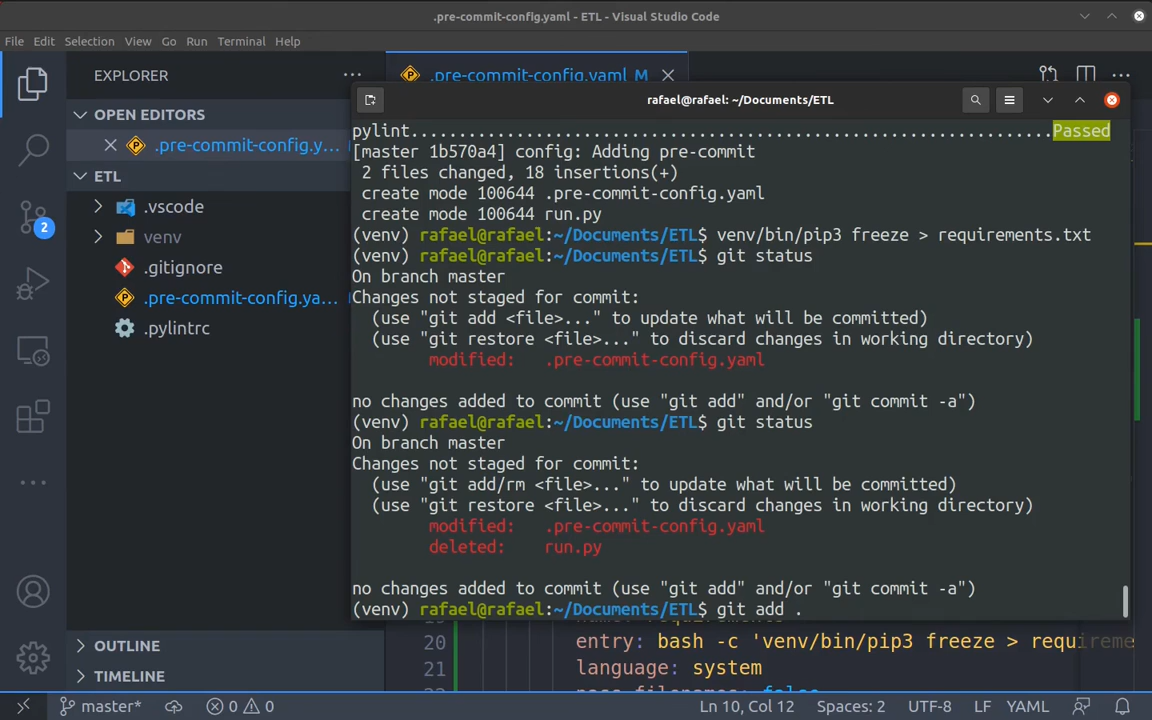 .pre-commit-config.yaml - ETL - Visual Studio Code
File Edit Selection View Go Run Terminal Help
EXPLORER
.pre-commit-config.yaml M
OPEN EDITORS
.pre-commit-config.y...
ETL
.vscode
venv
.gitignore
.pre-commit-config.ya...
.pylintrc
2
OUTLINE
TIMELINE
rafael@rafael: ~/Documents/ETL
pylint.....................................................................Passed
[master 1b570a4] config: Adding pre-commit
2 files changed, 18 insertions(+)
create mode 100644 .pre-commit-config.yaml
create mode 100644 run.py
(venv) rafael@rafael:~/Documents/ETL$ venv/bin/pip3 freeze > requirements.txt
(venv) rafael@rafael:~/Documents/ETL$ git status
On branch master
Changes not staged for commit:
(use "git add <file>..." to update what will be committed)
(use "git restore <file>..." to discard changes in working directory)
modified: .pre-commit-config.yaml
no changes added to commit (use "git add" and/or "git commit -a")
(venv) rafael@rafael:~/Documents/ETL$ git status
On branch master
Changes not staged for commit:
(use "git add/rm <file>..." to update what will be committed)
(use "git restore <file>..." to discard changes in working directory)
modified: .pre-commit-config.yaml
deleted: run.py
no changes added to commit (use "git add" and/or "git commit -a")
(venv) rafael@rafael:~/Documents/ETL$ git add .
20 entry: bash -c 'venv/bin/pip3 freeze > requireme
21 language: system
master* 0 0 Ln 10, Col 12 Spaces: 2 UTF-8 LF YAML